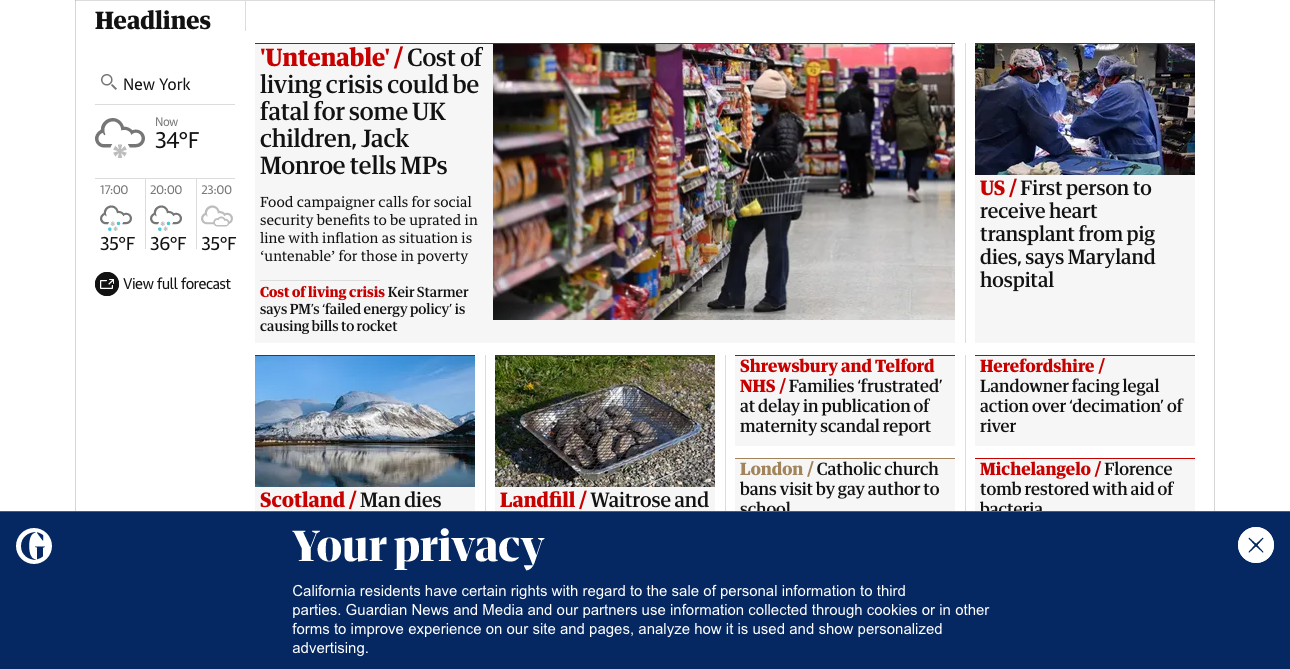 Headlines
New York
Now
34°F
17:00 20:00 23:00
35°F 36°F 35°F
View full forecast
'Untenable' / Cost of
living crisis could be
fatal for some UK
children, Jack
Monroe tells MPs
Food campaigner calls for social
security benefits to be uprated in
line with inflation as situation is
‘untenable’ for those in poverty
Cost of living crisis Keir Starmer
says PM’s ‘failed energy policy’ is
causing bills to rocket
US / First person to
receive heart
transplant from pig
dies, says Maryland
hospital
Scotland / Man dies
Landfill / Waitrose and
Shrewsbury and Telford
NHS / Families ‘frustrated’
at delay in publication of
maternity scandal report
London / Catholic church
bans visit by gay author to
school
Herefordshire /
Landowner facing legal
action over ‘decimation’ of
river
Michelangelo / Florence
tomb restored with aid of
bacteria
G
Your privacy
California residents have certain rights with regard to the sale of personal information to third
parties. Guardian News and Media and our partners use information collected through cookies or in other
forms to improve experience on our site and pages, analyze how it is used and show personalized
advertising.